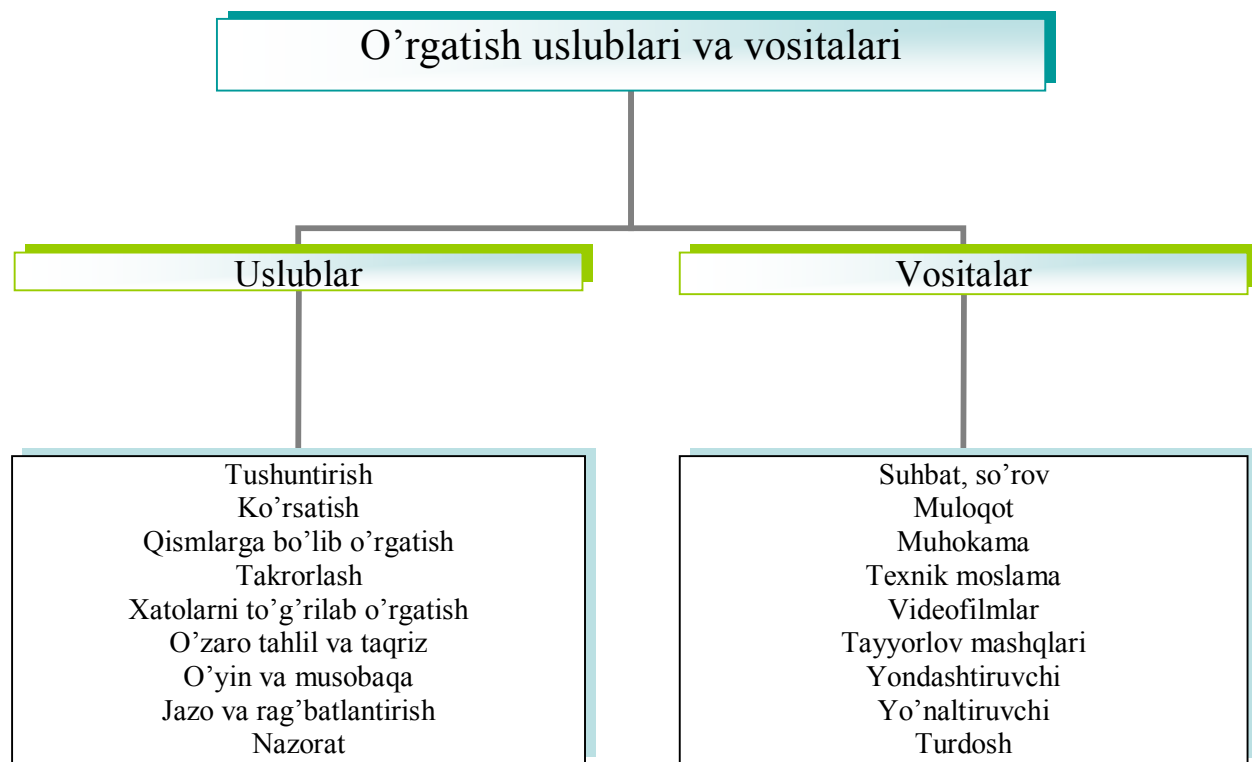 O’rgatish uslublari va vositalari
Uslublar
Vositalar
Tushuntirish
Ko’rsatish
Qismlarga bo’lib o’rgatish
Takrorlash
Xatolarni to’g’rilab o’rgatish
O’zaro tahlil va taqriz
O’yin va musobaqa
Jazo va rag’batlantirish
Nazorat
Suhbat, so’rov
Muloqot
Muhokama
Texnik moslama
Videofilmlar
Tayyorlov mashqlari
Yondashtiruvchi
Yo’naltiruvchi
Turdosh